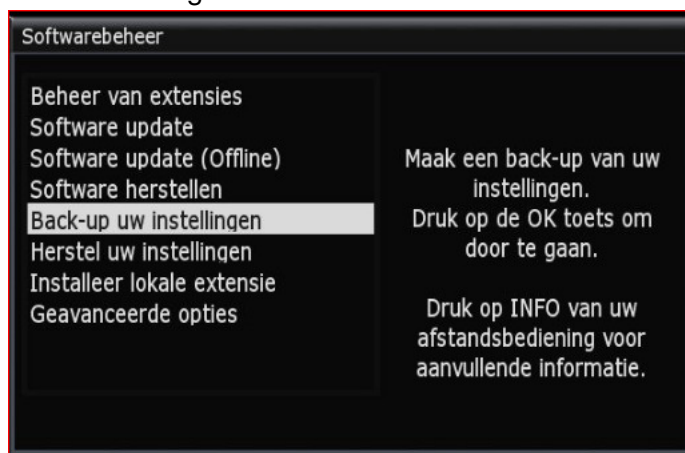 Softwarebeheer
Beheer van extensies
Software update
Software update (Offline)
Software herstellen
Back-up uw instellingen
Herstel uw instellingen
Installeer lokale extensie
Geavanceerde opties
Maak een back-up van uw
instellingen.
Druk op de OK toets om
door te gaan.
Druk op INFO van uw
afstandsbediening voor
aanvullende informatie.